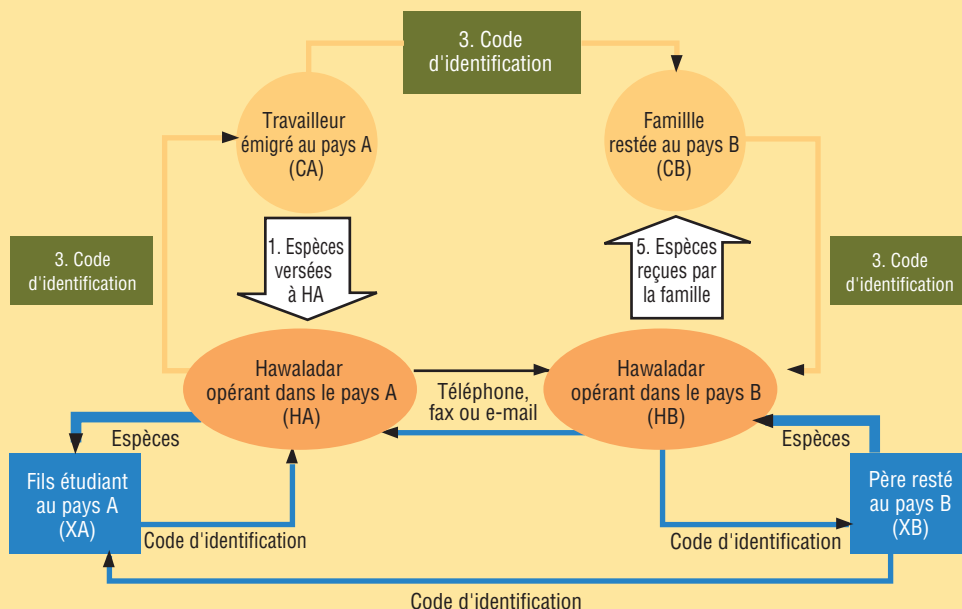 3. Code
d'identification
Travailleur
émigré au pays A
(CA)
Famillle
restée au pays B
(CB)
3. Code
d'identification
1. Espèces
versées
à HA
5. Espèces
reçues par
la famille
3. Code
d'identification
Hawaladar
opérant dans le pays A
(HA)
Téléphone,
fax ou e-mail
Hawaladar
opérant dans le pays B
(HB)
Espèces
Espèces
Fils étudiant
au pays A
(XA)
Père resté
au pays B
(XB)
Code d'identification
Code d'identification
Code d'identification